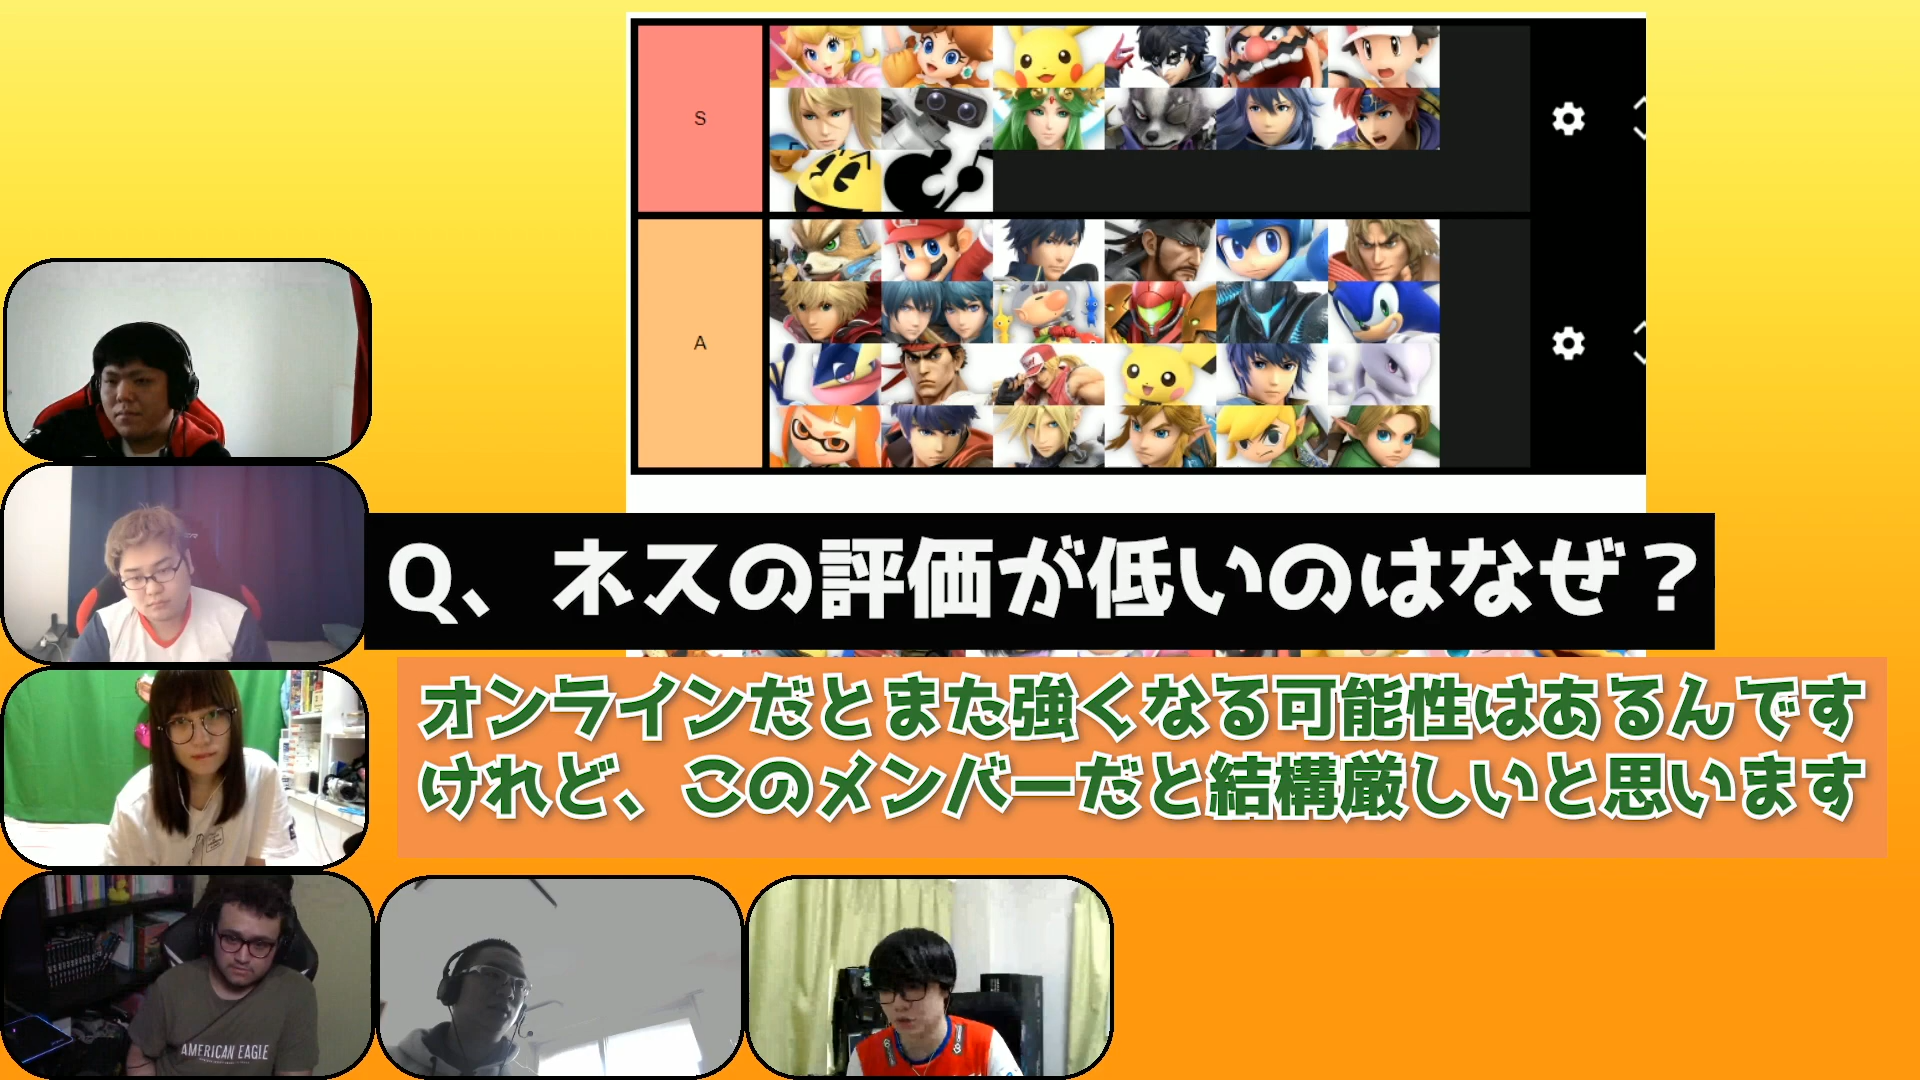 S
A
Q、ネスの評価が低いのはなぜ？
オンラインだとまた強くなる可能性はあるんです
けれど、このメンバーだと結構厳しいと思います
AMERICAN EAGLE